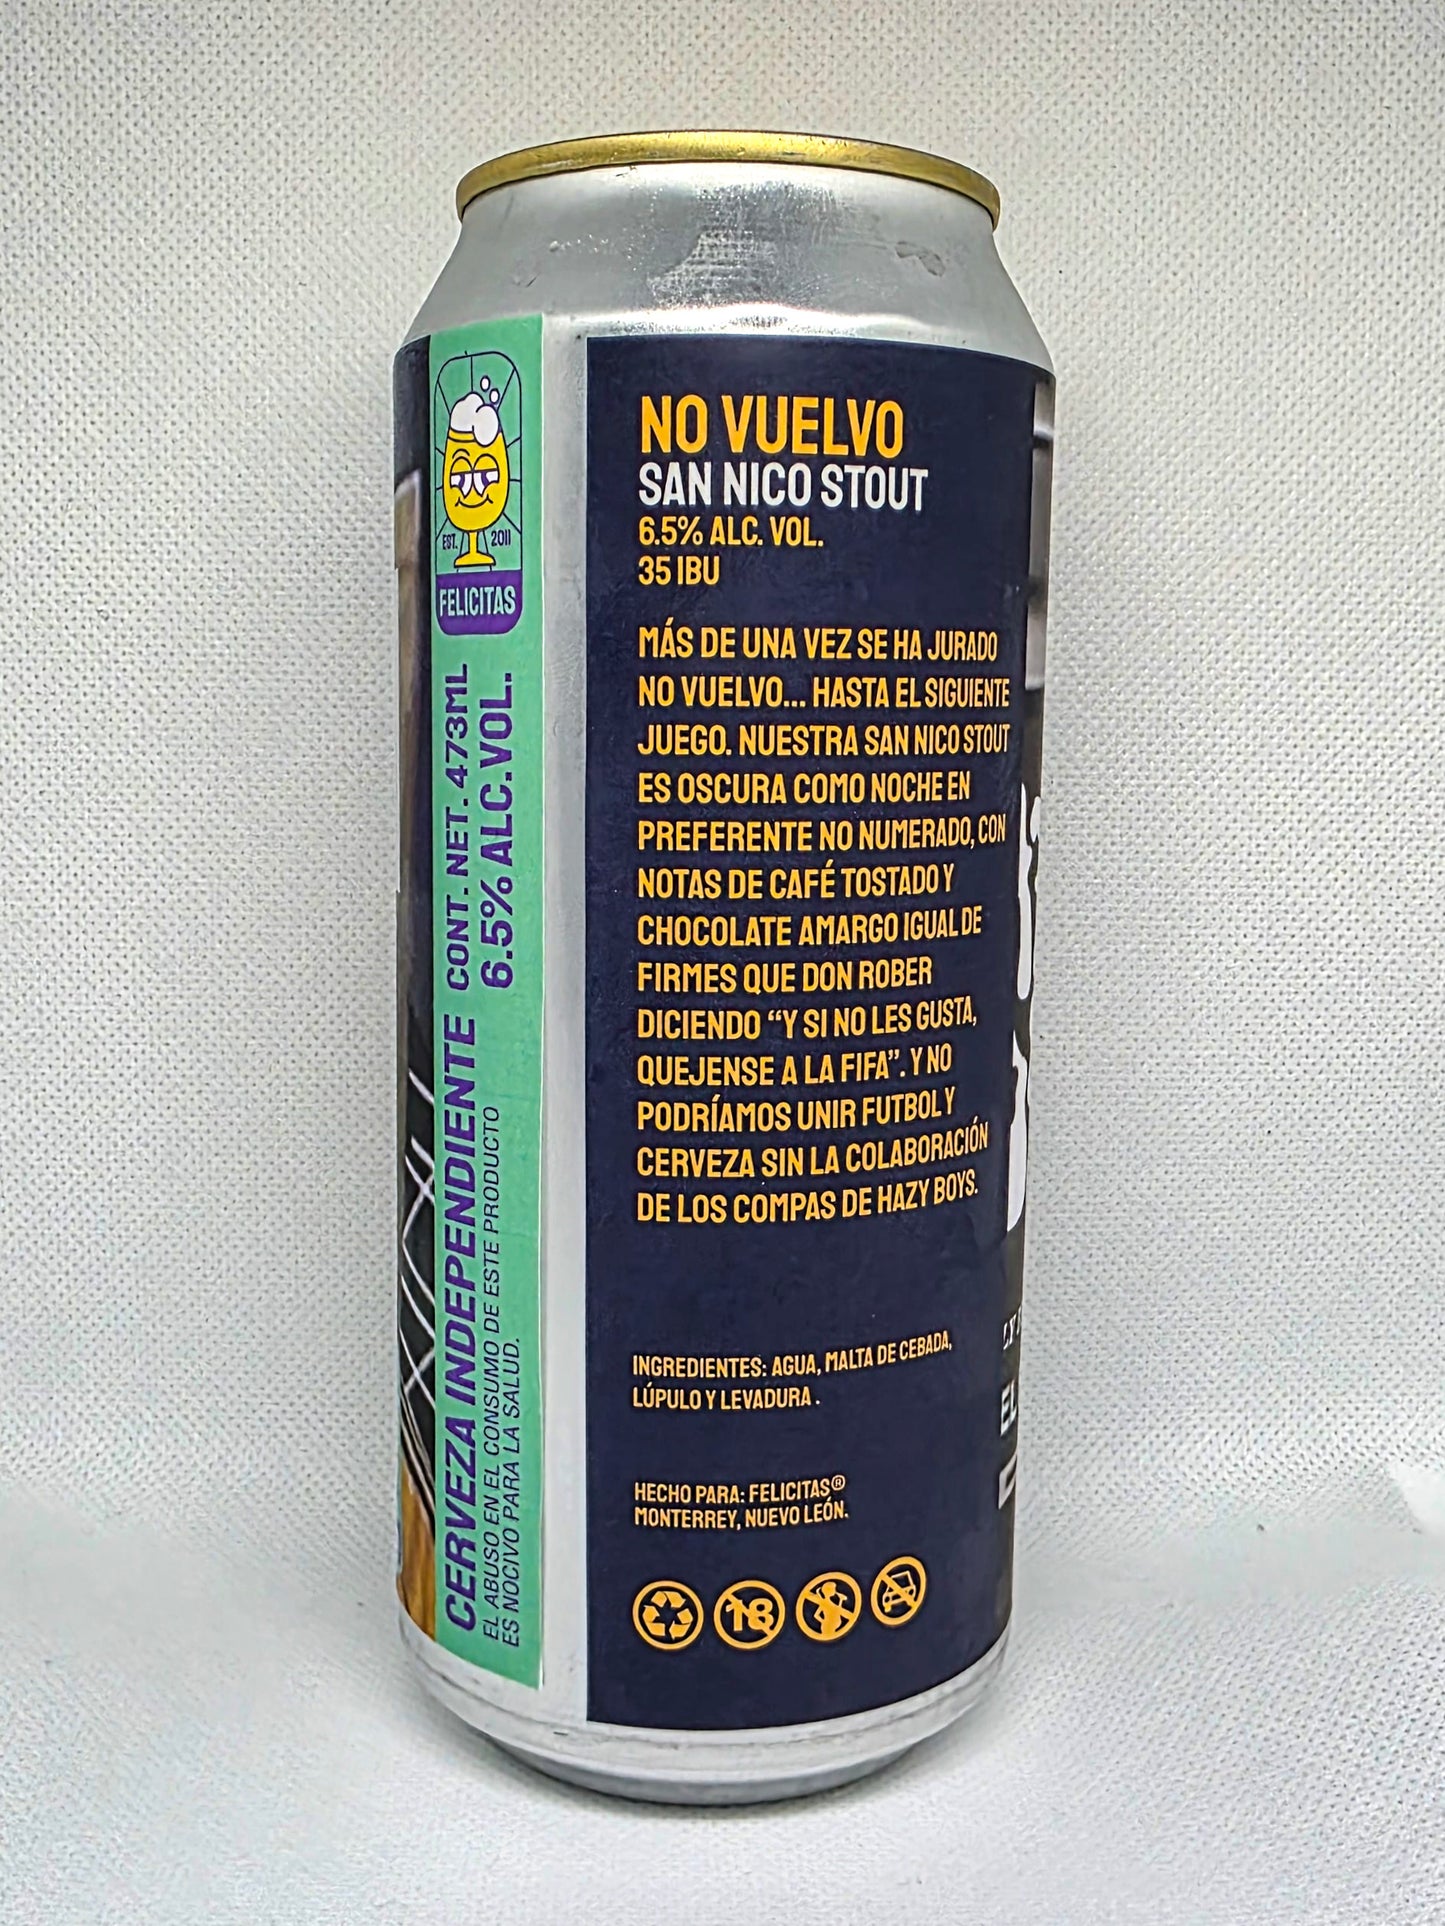 EST. 2011
FELICITAS
CERVEZA INDEPENDIENTE CONT. NET. 473ML
6.5% ALC.VOL.
EL ABUSO EN EL CONSUMO DE ESTE PRODUCTO
ES NOCIVO PARA LA SALUD.
NO VUELVO
SAN NICO STOUT
6.5% ALC. VOL.
35 IBU
MÁS DE UNA VEZ SE HA JURADO
NO VUELVO... HASTA EL SIGUIENTE
JUEGO. NUESTRA SAN NICO STOUT
ES OSCURA COMO NOCHE EN
PREFERENTE NO NUMERADO, CON
NOTAS DE CAFÉ TOSTADO Y
CHOCOLATE AMARGO IGUAL DE
FIRMES QUE DON ROBER
DICIENDO “Y SI NO LES GUSTA,
QUEJENSE A LA FIFA”. Y NO
PODRÍAMOS UNIR FUTBOL Y
CERVEZA SIN LA COLABORACIÓN
DE LOS COMPAS DE HAZY BOYS.
INGREDIENTES: AGUA, MALTA DE CEBADA,
LÚPULO Y LEVADURA .
HECHO PARA: FELICITAS®
MONTERREY, NUEVO LEÓN.
18
EL